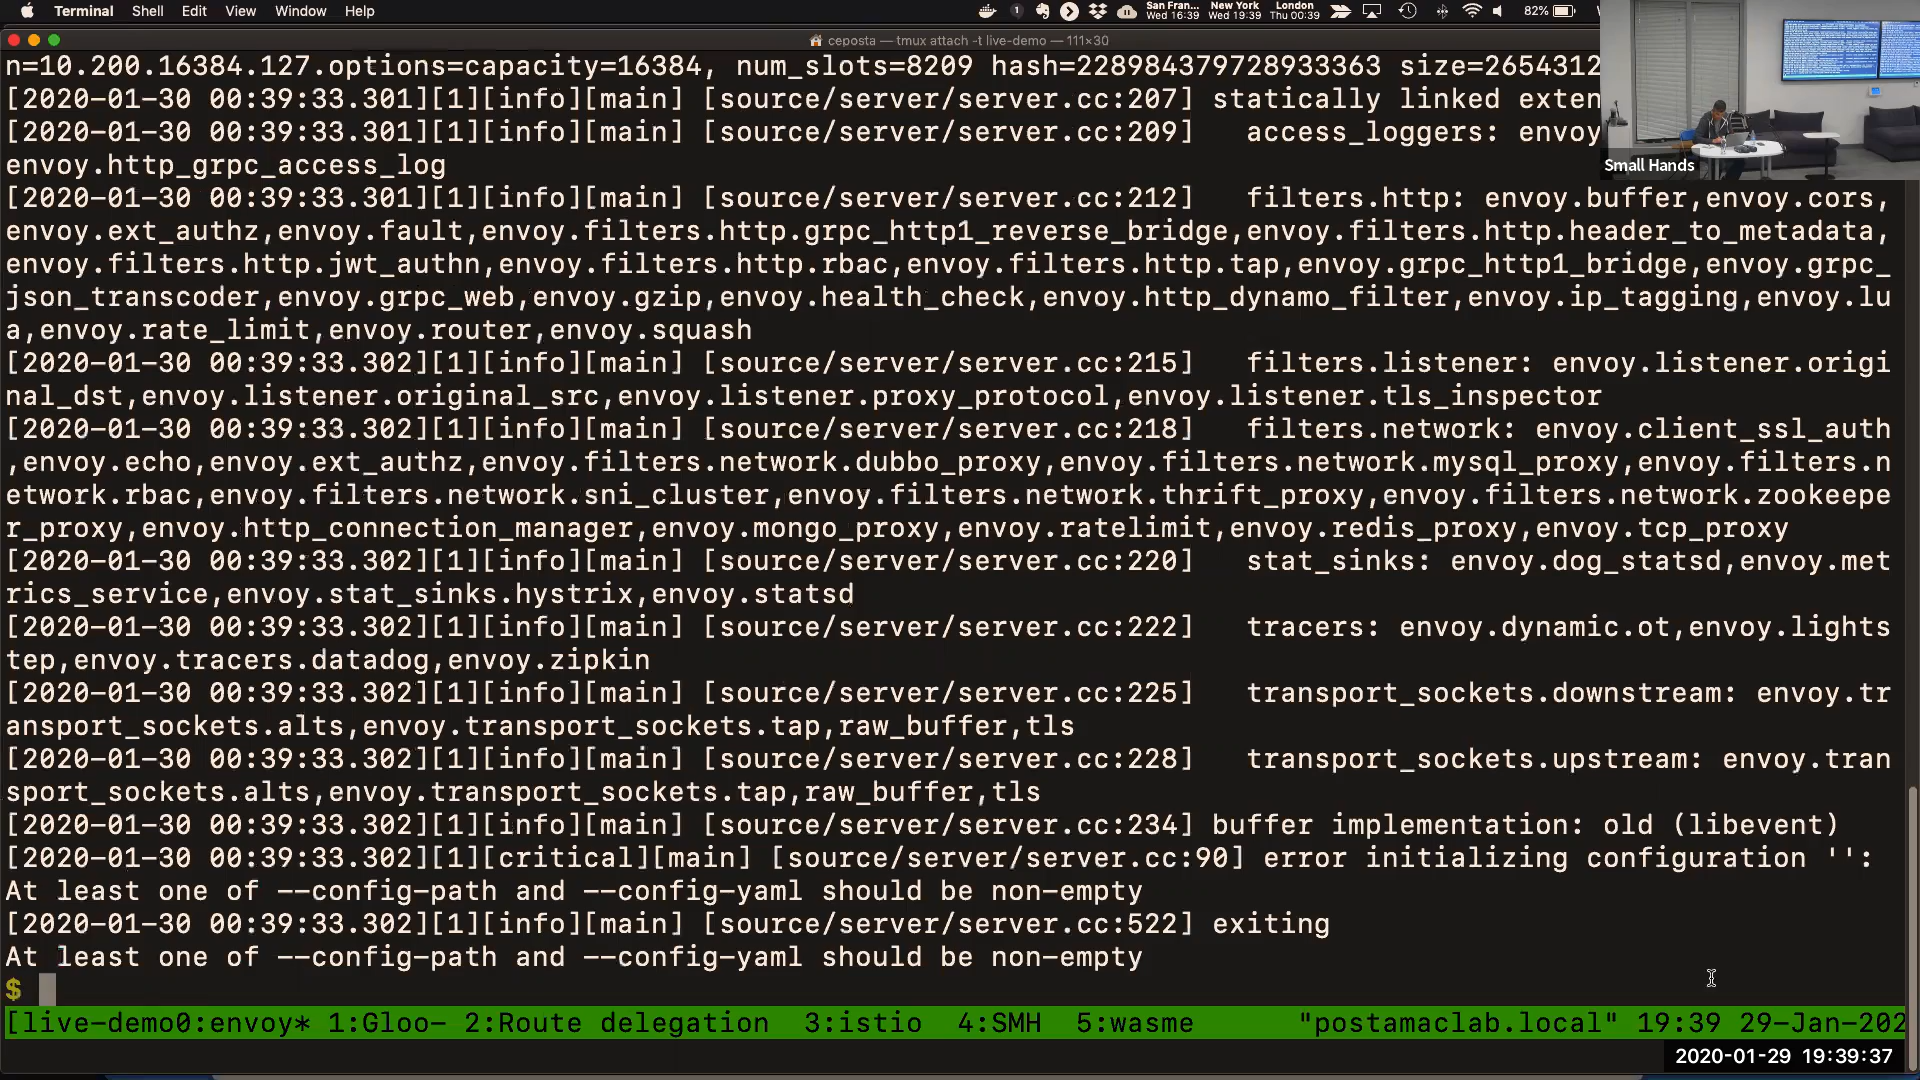 Terminal Shell Edit View Window Help
1 San Fran... Wed 16:39 New York Wed 19:39 London Thu 00:39 82%
ceposta — tmux attach -t live-demo — 111×30
n=10.200.16384.127.options=capacity=16384, num_slots=8209 hash=228984379728933363 size=2654312
[2020-01-30 00:39:33.301][1][info][main] [source/server/server.cc:207] statically linked exten
[2020-01-30 00:39:33.301][1][info][main] [source/server/server.cc:209]   access_loggers: envoy
Small Hands
envoy.http_grpc_access_log
[2020-01-30 00:39:33.301][1][info][main] [source/server/server.cc:212]   filters.http: envoy.buffer,envoy.cors,
envoy.ext_authz,envoy.fault,envoy.filters.http.grpc_http1_reverse_bridge,envoy.filters.http.header_to_metadata,
envoy.filters.http.jwt_authn,envoy.filters.http.rbac,envoy.filters.http.tap,envoy.grpc_http1_bridge,envoy.grpc_
json_transcoder,envoy.grpc_web,envoy.gzip,envoy.health_check,envoy.http_dynamo_filter,envoy.ip_tagging,envoy.lu
a,envoy.rate_limit,envoy.router,envoy.squash
[2020-01-30 00:39:33.302][1][info][main] [source/server/server.cc:215]   filters.listener: envoy.listener.origi
nal_dst,envoy.listener.original_src,envoy.listener.proxy_protocol,envoy.listener.tls_inspector
[2020-01-30 00:39:33.302][1][info][main] [source/server/server.cc:218]   filters.network: envoy.client_ssl_auth
,envoy.echo,envoy.ext_authz,envoy.filters.network.dubbo_proxy,envoy.filters.network.mysql_proxy,envoy.filters.n
etwork.rbac,envoy.filters.network.sni_cluster,envoy.filters.network.thrift_proxy,envoy.filters.network.zookeepe
r_proxy,envoy.http_connection_manager,envoy.mongo_proxy,envoy.ratelimit,envoy.redis_proxy,envoy.tcp_proxy
[2020-01-30 00:39:33.302][1][info][main] [source/server/server.cc:220]   stat_sinks: envoy.dog_statsd,envoy.met
rics_service,envoy.stat_sinks.hystrix,envoy.statsd
[2020-01-30 00:39:33.302][1][info][main] [source/server/server.cc:222]   tracers: envoy.dynamic.ot,envoy.lights
tep,envoy.tracers.datadog,envoy.zipkin
[2020-01-30 00:39:33.302][1][info][main] [source/server/server.cc:225]   transport_sockets.downstream: envoy.tr
ansport_sockets.alts,envoy.transport_sockets.tap,raw_buffer,tls
[2020-01-30 00:39:33.302][1][info][main] [source/server/server.cc:228]   transport_sockets.upstream: envoy.tran
sport_sockets.alts,envoy.transport_sockets.tap,raw_buffer,tls
[2020-01-30 00:39:33.302][1][info][main] [source/server/server.cc:234] buffer implementation: old (libevent)
[2020-01-30 00:39:33.302][1][critical][main] [source/server/server.cc:90] error initializing configuration '':
At least one of --config-path and --config-yaml should be non-empty
[2020-01-30 00:39:33.302][1][info][main] [source/server/server.cc:522] exiting
At least one of --config-path and --config-yaml should be non-empty
$
[live-demo0:envoy* 1:Gloo- 2:Route delegation  3:istio  4:SMH  5:wasme "postamaclab.local" 19:39 29-Jan-202
2020-01-29 19:39:37